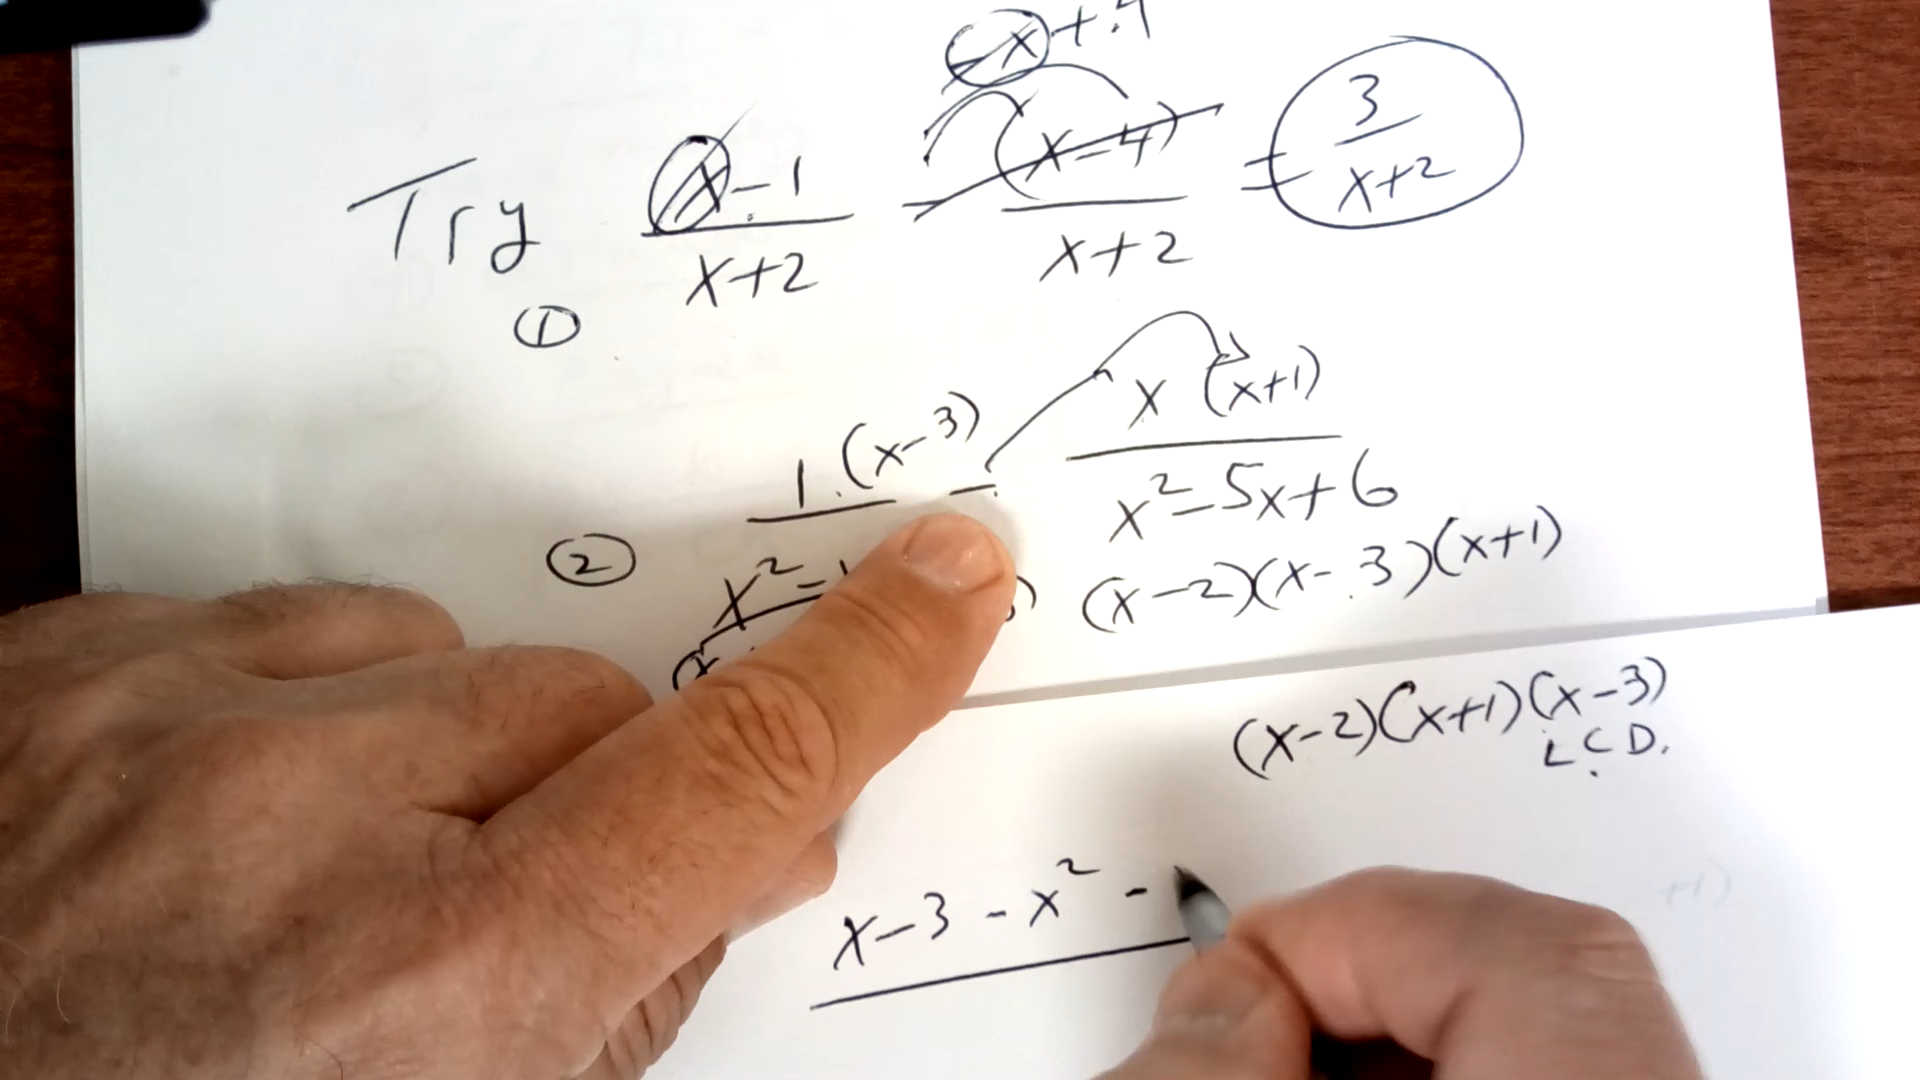 -x+4
Try x-1/x+2 - (x-4)/x+2 = 3/x+2
①
② 1(x-3)/x²- - x(x+1)/x²-5x+6
(x (x-2)(x-3)(x+1)
(x-2)(x+1)(x-3)
L.C.D.
x-3-x²-